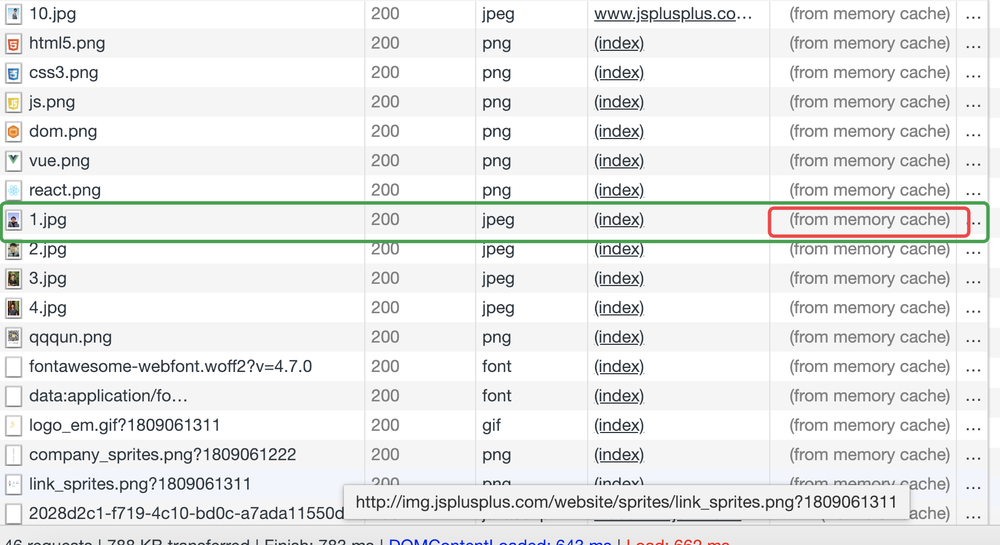 10.jpg 200 jpeg www.jsplusplus.co... (from memory cache) ...
html5.png 200 png (index) (from memory cache) ...
css3.png 200 png (index) (from memory cache) ...
js.png 200 png (index) (from memory cache) ...
dom.png 200 png (index) (from memory cache) ...
vue.png 200 png (index) (from memory cache) ...
react.png 200 png (index) (from memory cache) ...
1.jpg 200 jpeg (index) (from memory cache) ...
2.jpg 200 jpeg (index) (from memory cache) ...
3.jpg 200 jpeg (index) (from memory cache) ...
4.jpg 200 jpeg (index) (from memory cache) ...
qqqun.png 200 png (index) (from memory cache) ...
fontawesome-webfont.woff2?v=4.7.0 200 font (index) (from memory cache) ...
data:application/fo... 200 font (index) (from memory cache) ...
logo_em.gif?1809061311 200 gif (index) (from memory cache) ...
company_sprites.png?1809061222 200 png (index) (from memory cache) ...
link_sprites.png?1809061311 200 png (index) (from memory cache) ...
http://img.jsplusplus.com/website/sprites/link_sprites.png?1809061311
2028d2c1-f719-4c10-bd0c-a7ada11550d ...
46 requests | 788 KB transferred | Finish: 783 ms | DOMContentLoaded: 643 ms | Load: 662 ms